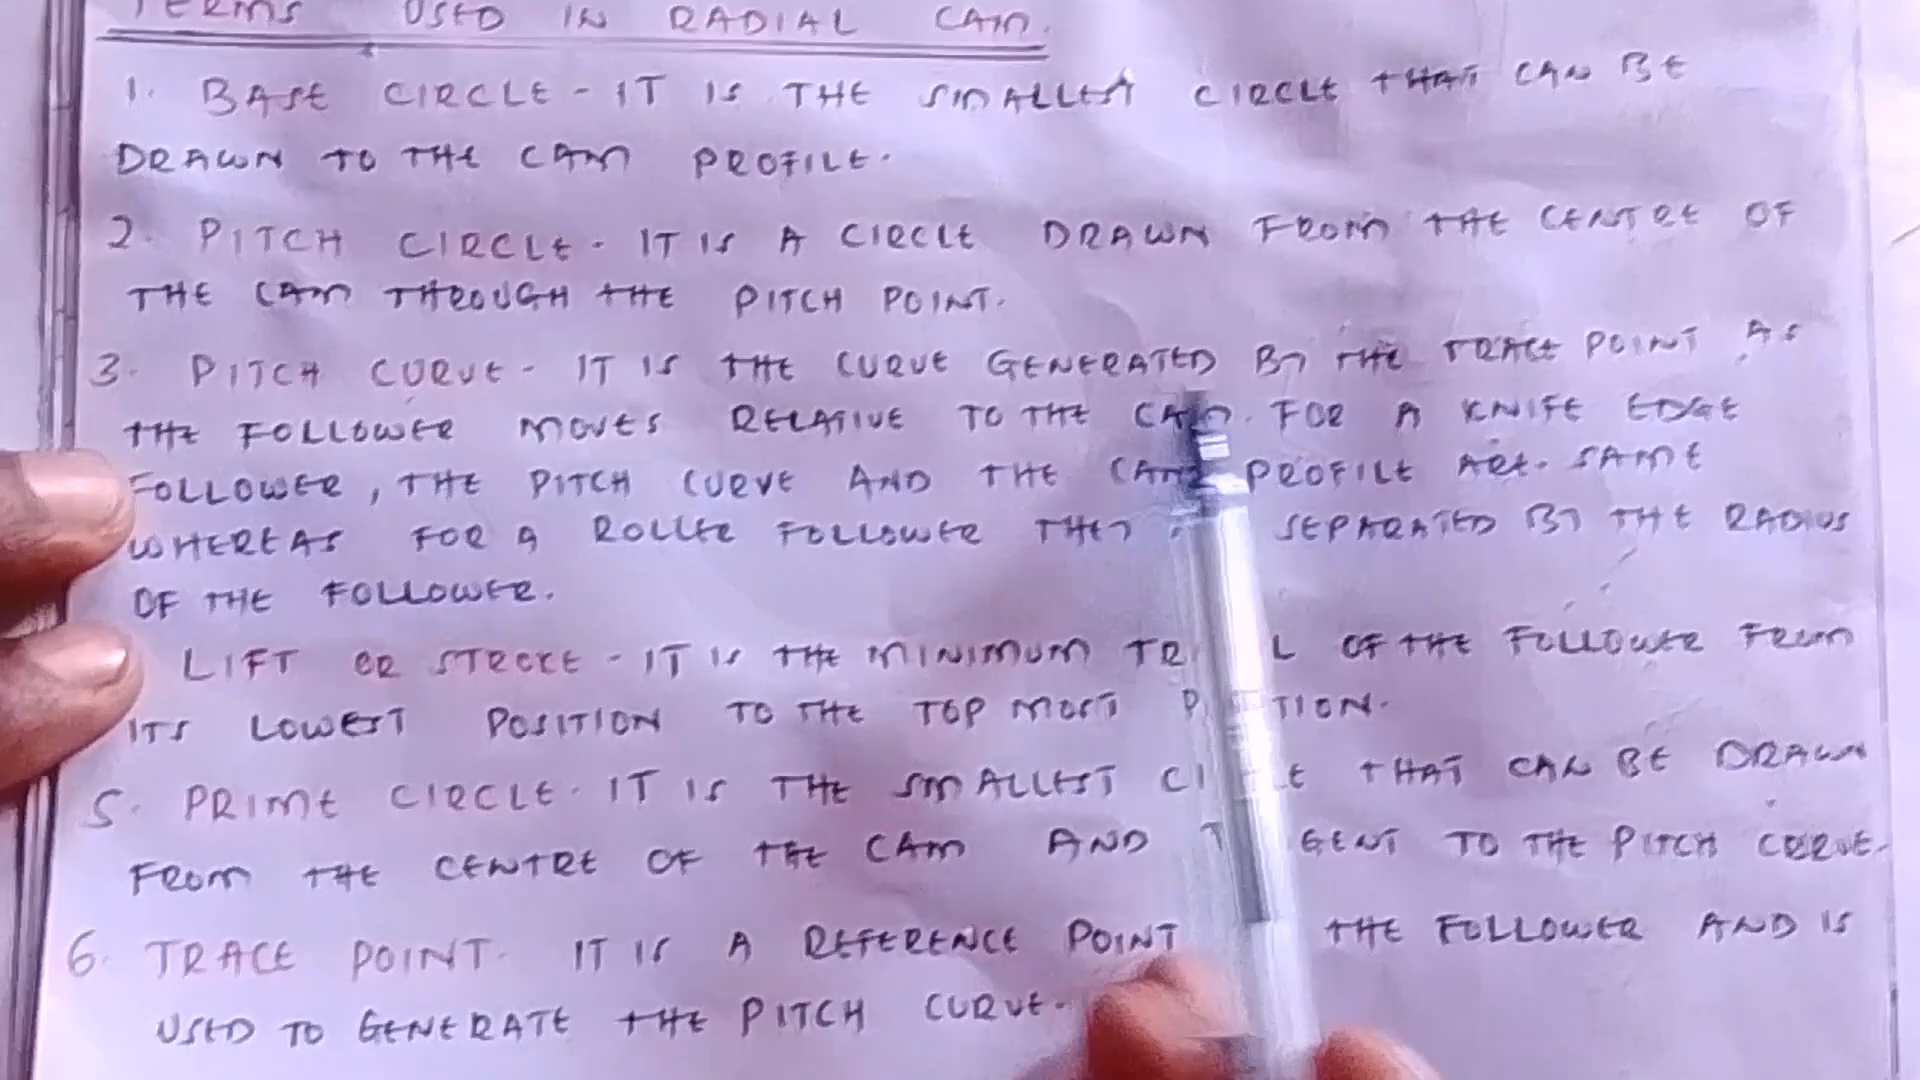 TERMS USED IN RADIAL CAM.
1. BASE CIRCLE - IT IS THE SMALLEST CIRCLE THAT CAN BE
DRAWN TO THE CAM PROFILE.
2. PITCH CIRCLE - IT IS A CIRCLE DRAWN FROM THE CENTRE OF
THE CAM THROUGH THE PITCH POINT.
3. PITCH CURVE - IT IS THE CURVE GENERATED BY THE TRACE POINT AS
THE FOLLOWER MOVES RELATIVE TO THE CAM. FOR A KNIFE EDGE
FOLLOWER, THE PITCH CURVE AND THE CAM PROFILE ARE SAME
WHEREAS FOR A ROLLER FOLLOWER THEY SEPARATED BY THE RADIUS
OF THE FOLLOWER.
LIFT OR STROKE - IT IS THE MINIMUM OF THE FOLLOWER FROM
ITS LOWEST POSITION TO THE TOP MOST
5. PRIME CIRCLE - IT IS THE SMALLEST THAT CAN BE DRAWN
FROM THE CENTRE OF THE CAM AND TO THE PITCH CURVE.
6. TRACE POINT. IT IS A REFERENCE POINT THE FOLLOWER AND IS
USED TO GENERATE THE PITCH CURVE.